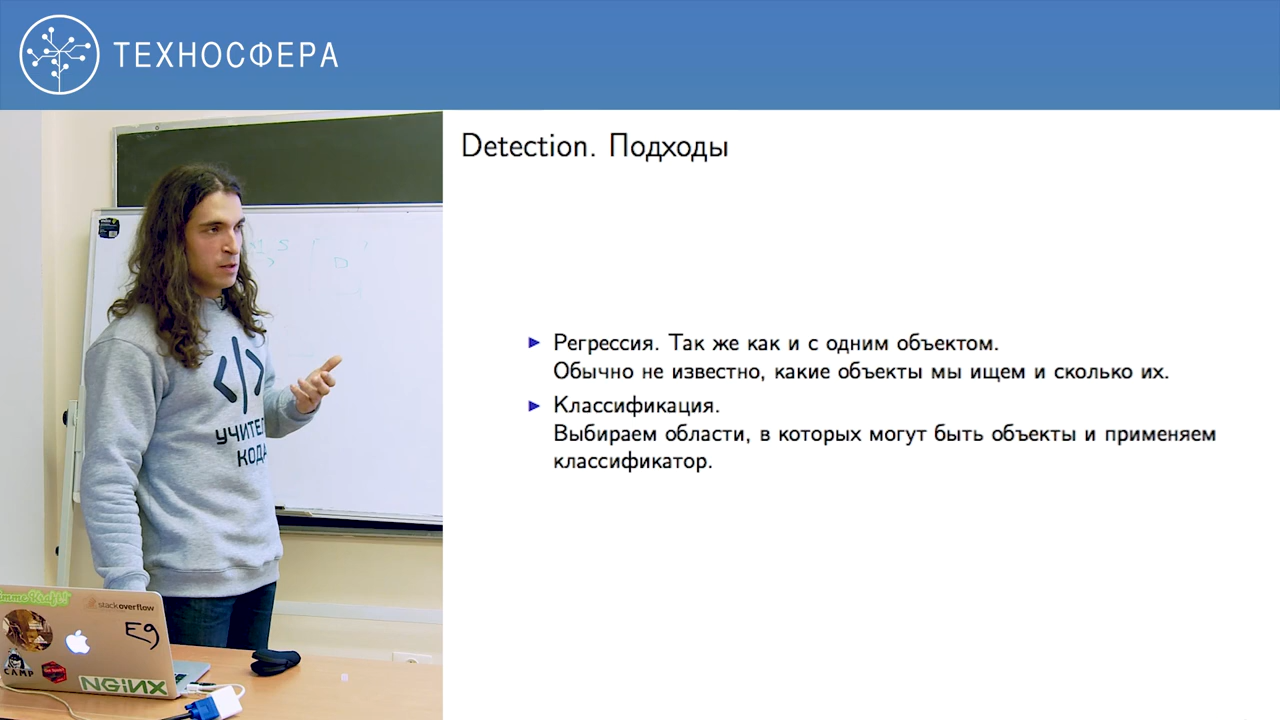 ТЕХНОСФЕРА
Detection. Подходы
Регрессия. Так же как и с одним объектом.
Обычно не известно, какие объекты мы ищем и сколько их.
Классификация.
Выбираем области, в которых могут быть объекты и применяем
классификатор.
</>
УЧИТЕЛ
КОДА
stackoverflow
E9
CAMP
NGiNX